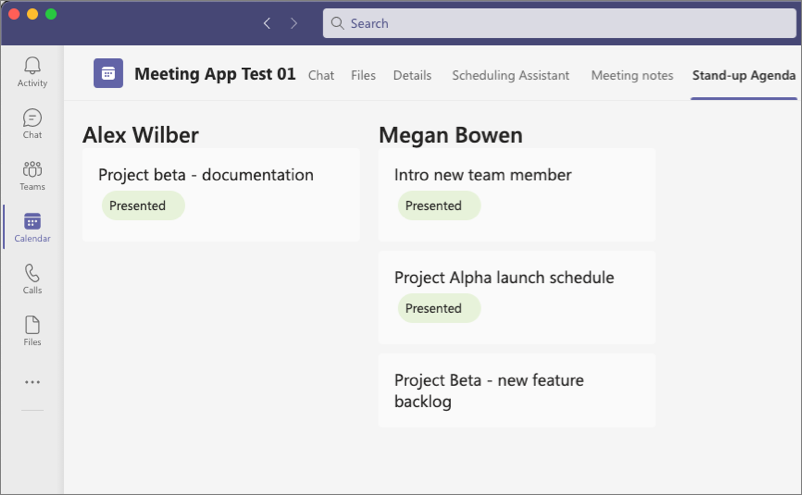 Search
Activity
Chat
Teams
Calendar
Calls
Files
Meeting App Test 01 Chat Files Details Scheduling Assistant Meeting notes Stand-up Agenda
Alex Wilber
Project beta - documentation
Presented
Megan Bowen
Intro new team member
Presented
Project Alpha launch schedule
Presented
Project Beta - new feature
backlog